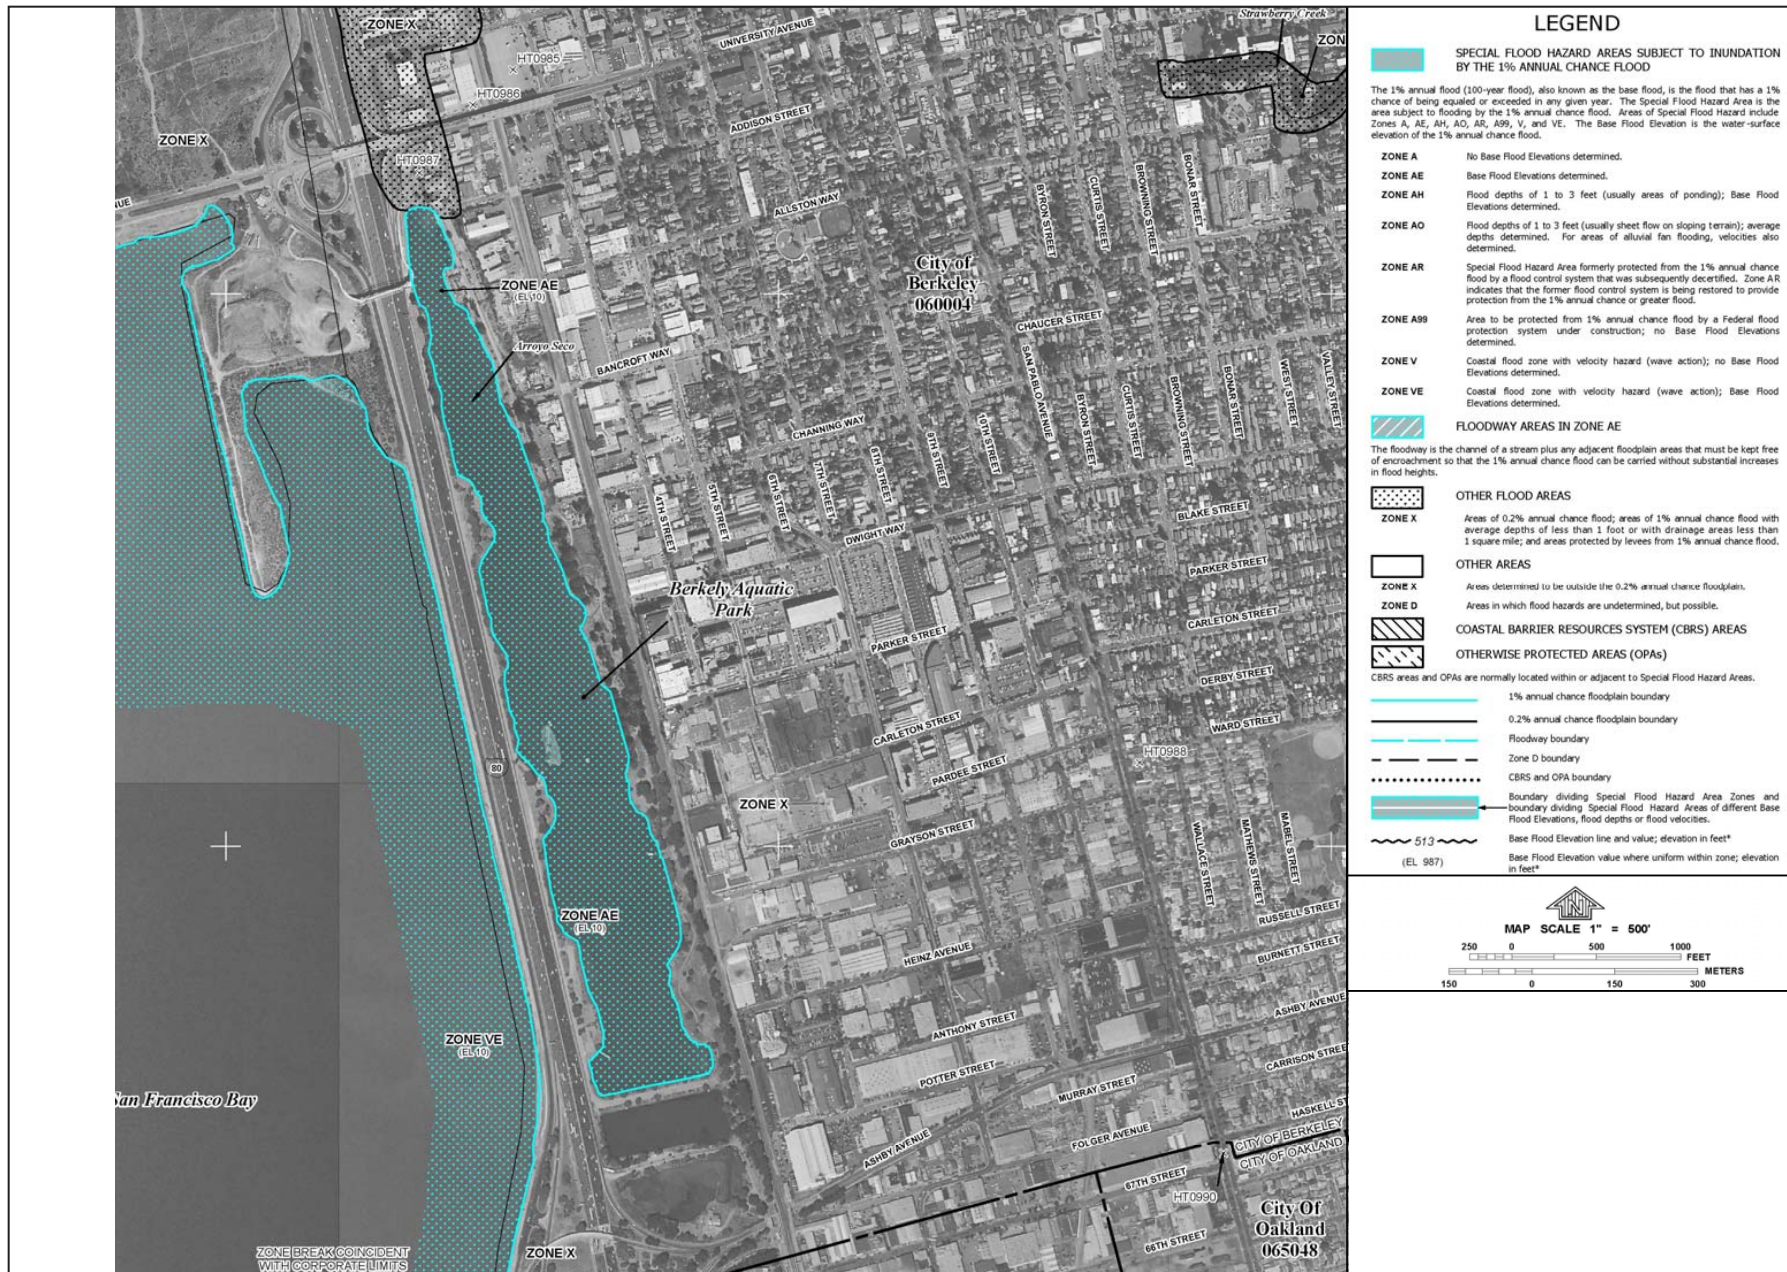 ZONE X
Strawberry Creek
UNIVERSITY AVENUE
ZON
HT0985
HT0986
ADDISON STREET
ZONE X
HT0987
BONAR STREET
BROWNING STREET
CURTIS STREET
BYRON STREET
NUE
ALLSTON WAY
71
City of
Berkeley
060004
ZONE AE
(EL 10)
CHAUCER STREET
Arroyo Seco
BANCROFT WAY
SAN PABLO AVENUE
VALLEY STREET
WEST STREET
BONAR STREET
BROWNING STREET
CURTIS STREET
BYRON STREET
CHANNING WAY
10TH STREET
9TH STREET
8TH STREET
7TH STREET
6TH STREET
5TH STREET
4TH STREET
BLAKE STREET
DWIGHT WAY
PARKER STREET
Berkely Aquatic
Park
CARLETON STREET
PARKER STREET
DERBY STREET
WARD STREET
CARLETON STREET
HT0988
80
PARDEE STREET
ZONE X
GRAYSON STREET
WALLACE STREET
MATHEWS STREET
MABEL STREET
ZONE AE
(EL 10)
RUSSELL STREET
HEINZ AVENUE
BURNETT STREET
ASHBY AVENUE
ZONE VE
(EL 10)
ANTHONY STREET
CARRISON STREE
POTTER STREET
MURRAY STREET
San Francisco Bay
HASKELL ST
ASHBY AVENUE
FOLGER AVENUE
CITY OF BERKELEY
CITY OF OAKLAND
67TH STREET
HT0990
City Of
Oakland
065048
66TH STREET
ZONE BREAK COINCIDENT
WITH CORPORATE LIMITS
ZONE X
LEGEND
SPECIAL FLOOD HAZARD AREAS SUBJECT TO INUNDATION
BY THE 1% ANNUAL CHANCE FLOOD
The 1% annual flood (100-year flood), also known as the base flood, is the flood that has a 1%
chance of being equaled or exceeded in any given year. The Special Flood Hazard Area is the
area subject to flooding by the 1% annual chance flood. Areas of Special Flood Hazard include
Zones A, AE, AH, AO, AR, A99, V, and VE. The Base Flood Elevation is the water-surface
elevation of the 1% annual chance flood.
ZONE A No Base Flood Elevations determined.
ZONE AE Base Flood Elevations determined.
ZONE AH Flood depths of 1 to 3 feet (usually areas of ponding); Base Flood
Elevations determined.
ZONE AO Flood depths of 1 to 3 feet (usually sheet flow on sloping terrain); average
depths determined. For areas of alluvial fan flooding, velocities also
determined.
ZONE AR Special Flood Hazard Area formerly protected from the 1% annual chance
flood by a flood control system that was subsequently decertified. Zone AR
indicates that the former flood control system is being restored to provide
protection from the 1% annual chance or greater flood.
ZONE A99 Area to be protected from 1% annual chance flood by a Federal flood
protection system under construction; no Base Flood Elevations
determined.
ZONE V Coastal flood zone with velocity hazard (wave action); no Base Flood
Elevations determined.
ZONE VE Coastal flood zone with velocity hazard (wave action); Base Flood
Elevations determined.
FLOODWAY AREAS IN ZONE AE
The floodway is the channel of a stream plus any adjacent floodplain areas that must be kept free
of encroachment so that the 1% annual chance flood can be carried without substantial increases
in flood heights.
OTHER FLOOD AREAS
ZONE X Areas of 0.2% annual chance flood; areas of 1% annual chance flood with
average depths of less than 1 foot or with drainage areas less than
1 square mile; and areas protected by levees from 1% annual chance flood.
OTHER AREAS
ZONE X Areas determined to be outside the 0.2% annual chance floodplain.
ZONE D Areas in which flood hazards are undetermined, but possible.
COASTAL BARRIER RESOURCES SYSTEM (CBRS) AREAS
OTHERWISE PROTECTED AREAS (OPAs)
CBRS areas and OPAs are normally located within or adjacent to Special Flood Hazard Areas.
1% annual chance floodplain boundary
0.2% annual chance floodplain boundary
Floodway boundary
Zone D boundary
CBRS and OPA boundary
Boundary dividing Special Flood Hazard Area Zones and
boundary dividing Special Flood Hazard Areas of different Base
Flood Elevations, flood depths or flood velocities.
513 Base Flood Elevation line and value; elevation in feet*
(EL 987) Base Flood Elevation value where uniform within zone; elevation
in feet*
N
MAP SCALE 1" = 500'
250 0 500 1000
FEET
METERS
150 0 150 300